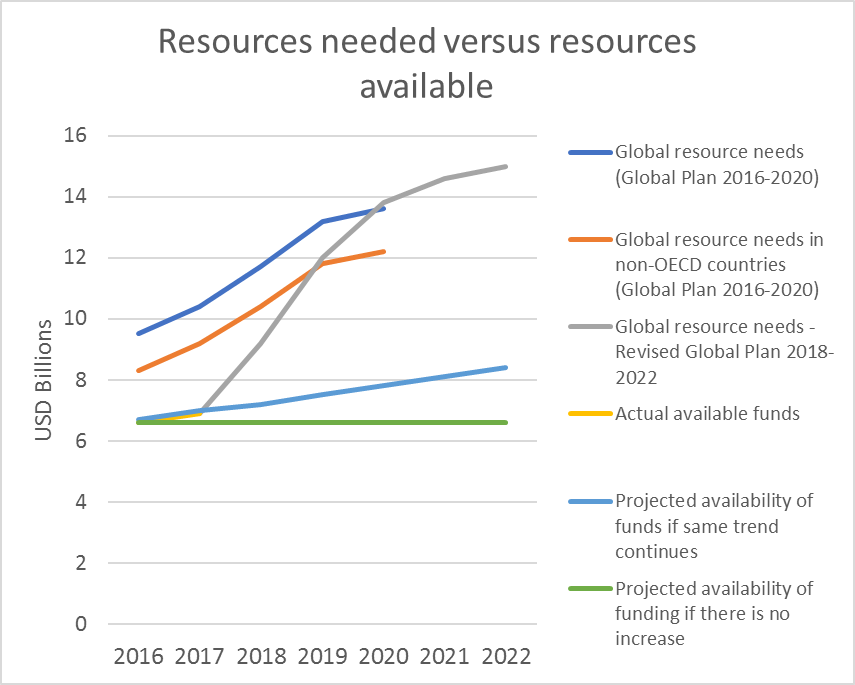 Resources needed versus resources
available
USD Billions
16
14
12
10
8
6
4
2
0
2016 2017 2018 2019 2020 2021 2022
Global resource needs
(Global Plan 2016-2020)
Global resource needs in
non-OECD countries
(Global Plan 2016-2020)
Global resource needs -
Revised Global Plan 2018-
2022
Actual available funds
Projected availability of
funds if same trend
continues
Projected availability of
funding if there is no
increase